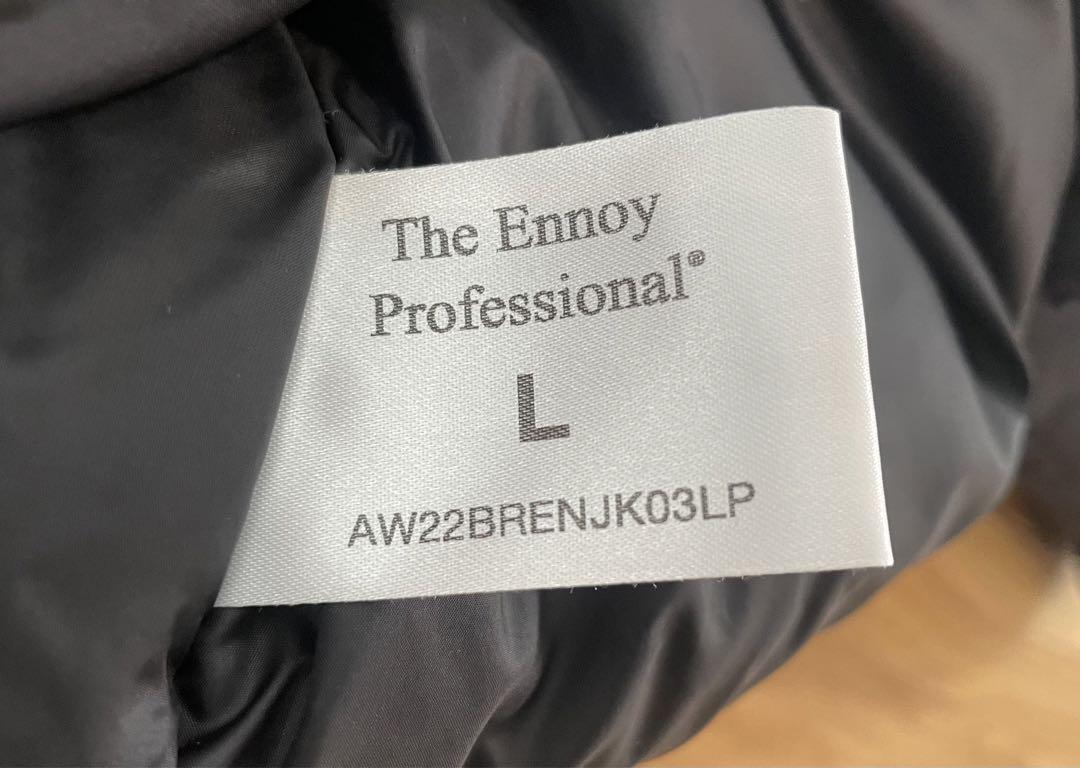 The Ennoy
Professional®
L
AW22BRENJK03LP